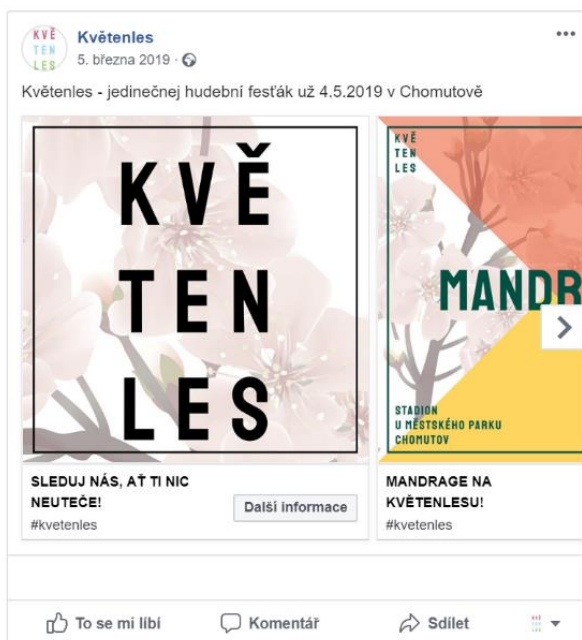 KVĚ
TEN
LES
Květenles
5. března 2019
Květenles - jedinečnej hudební fesťák už 4.5.2019 v Chomutově
KVĚ
TEN
LES
KVĚ
TEN
LES
MANDR
STADION
U MĚSTSKÉHO PARKU
CHOMUTOV
SLEDUJ NÁS, AŤ TI NIC
NEUTEČE!
#kvetenles
Další informace
MANDRAGE NA
KVĚTENLESU!
#kvetenles
To se mi líbí
Komentář
Sdílet